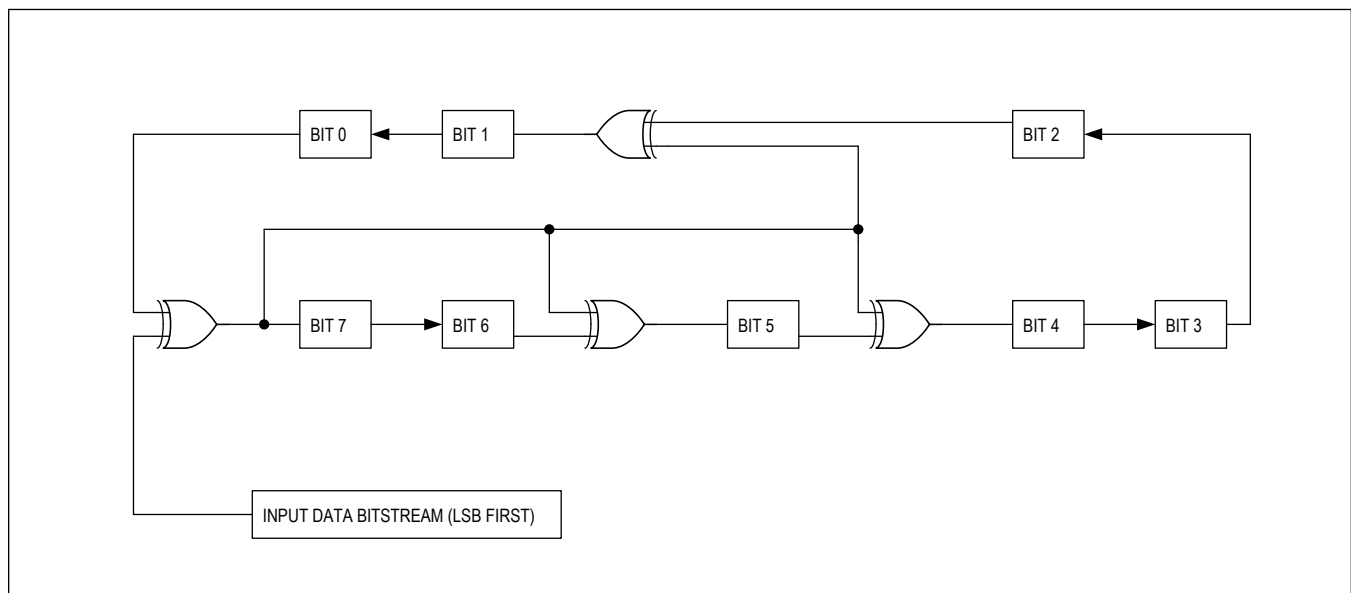 BIT 0
BIT 1
BIT 2
BIT 7
BIT 6
BIT 5
BIT 4
BIT 3
INPUT DATA BITSTREAM (LSB FIRST)